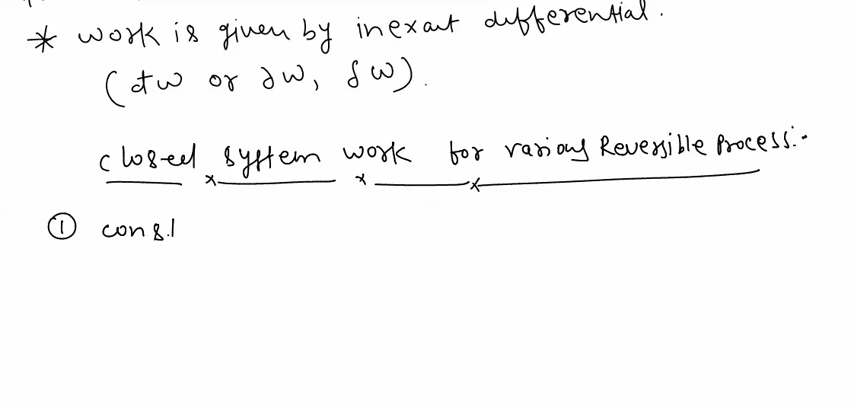 * work is given by inexact differential.
(đw or ∂w, δw).
closed system work for various Reversible Process:-
① cons.l